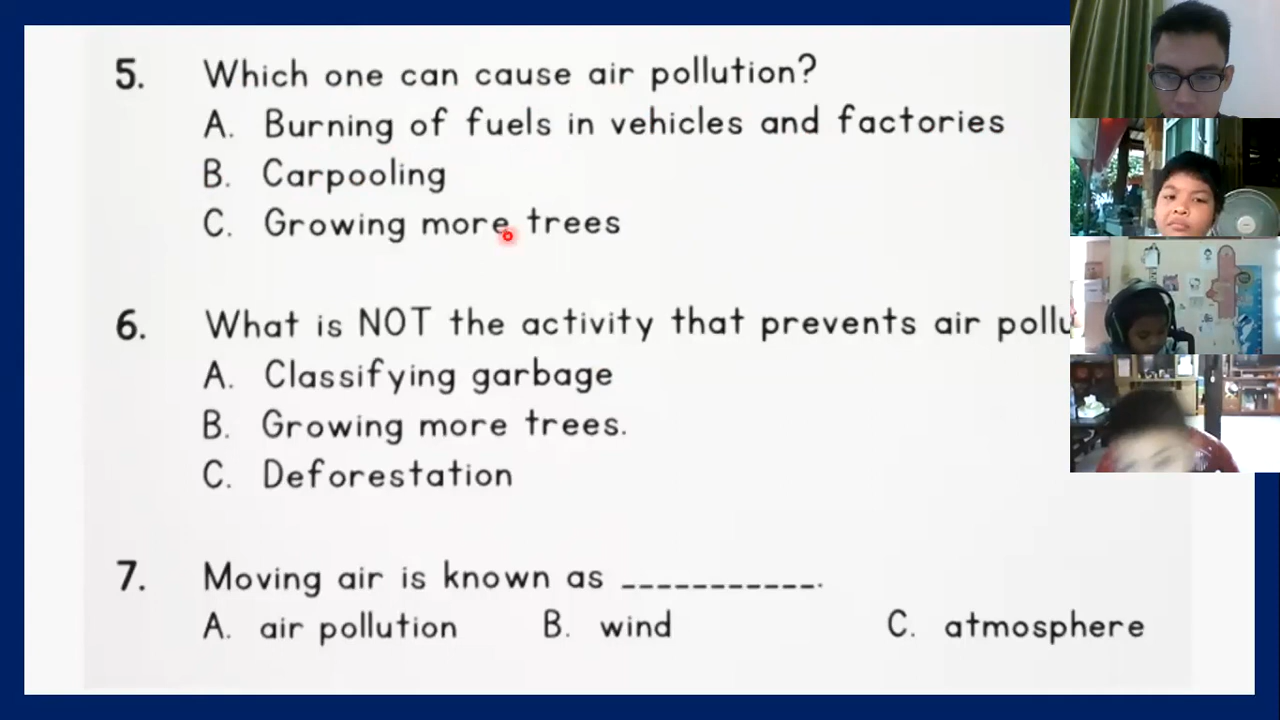 5. Which one can cause air pollution?
A. Burning of fuels in vehicles and factories
B. Carpooling
C. Growing more trees
6. What is NOT the activity that prevents air
A. Classifying garbage
B. Growing more trees.
C. Deforestation
7. Moving air is known as ___________.
A. air pollution B. wind C. atmosphere